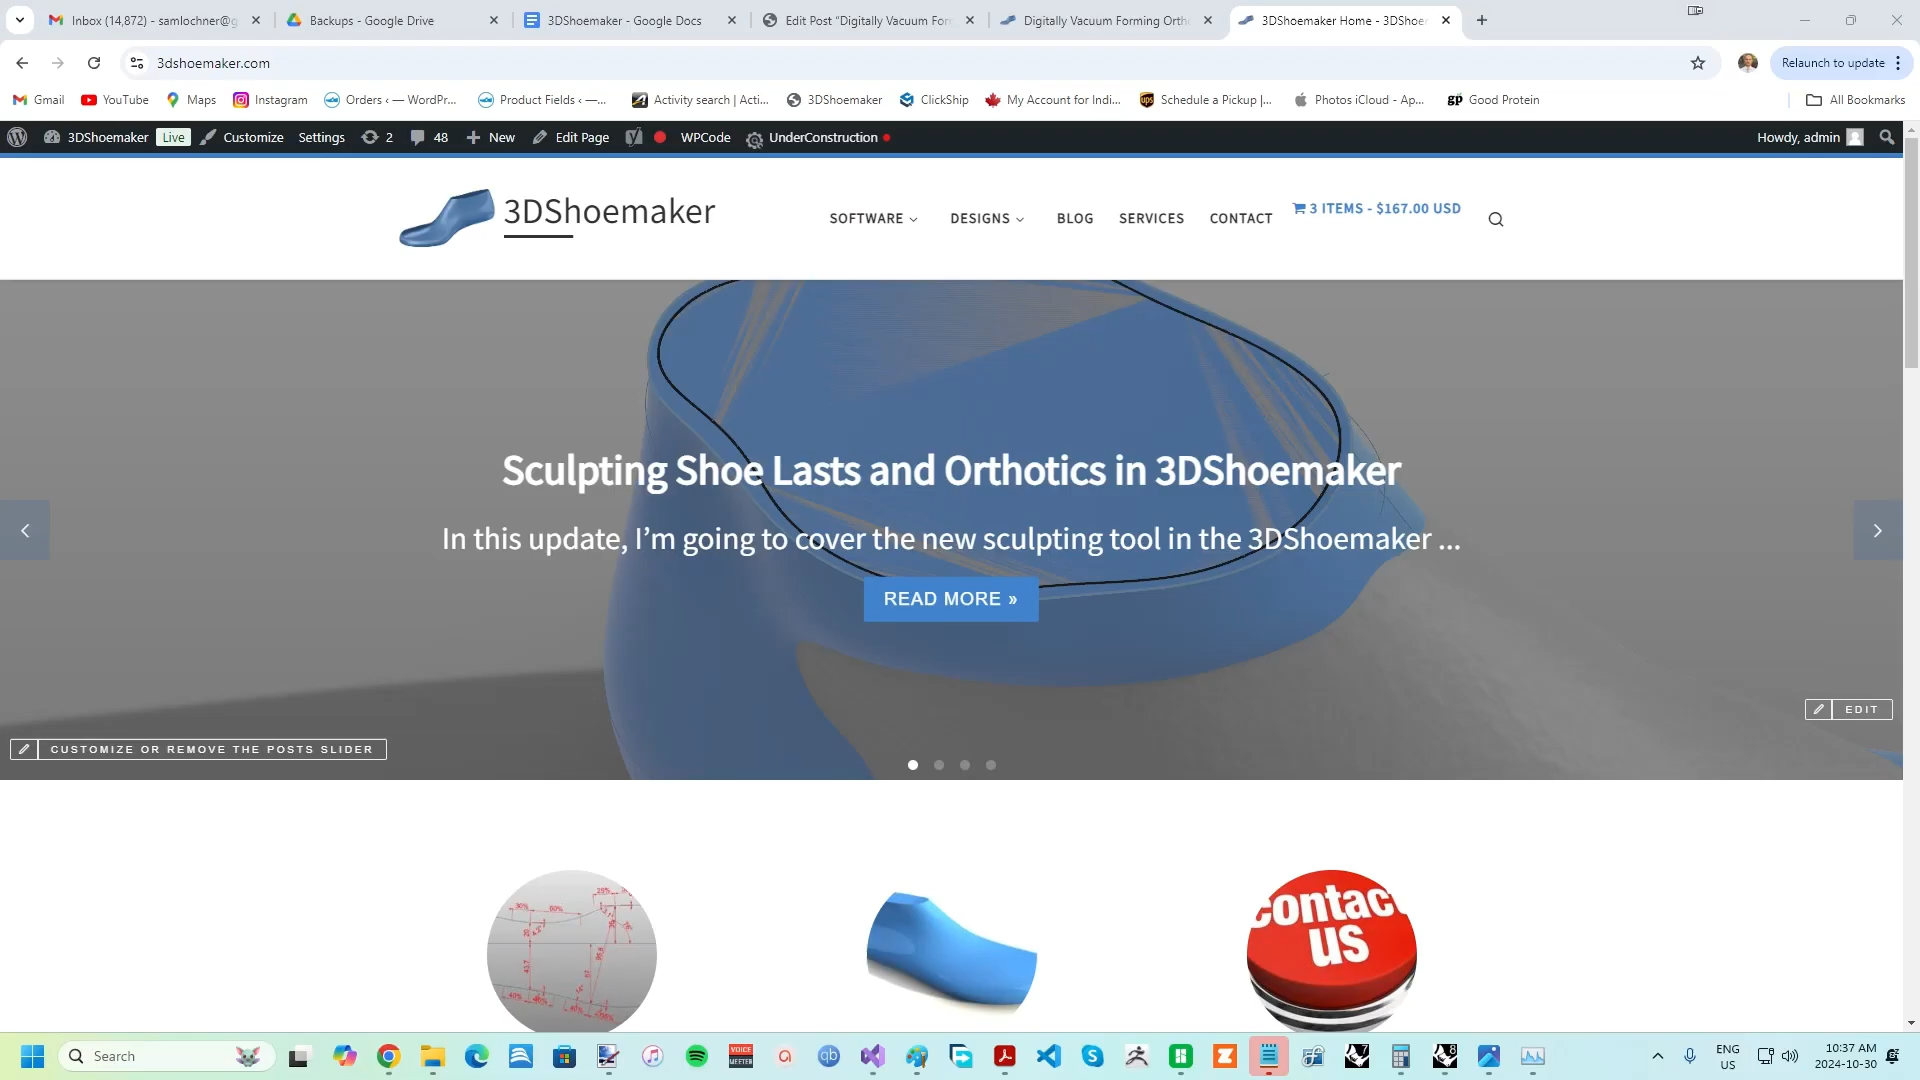 Inbox (14,872) - samlochner@g
Backups - Google Drive
3DShoemaker - Google Docs
Edit Post “Digitally Vacuum Form
Digitally Vacuum Forming Ortho
3DShoemaker Home - 3DShoem
3dshoemaker.com
Relaunch to update
Gmail
YouTube
Maps
Instagram
Orders ‹ — WordPr...
Product Fields ‹ —...
Activity search | Acti...
3DShoemaker
ClickShip
My Account for Indi...
Schedule a Pickup |...
Photos iCloud - Ap...
Good Protein
All Bookmarks
3DShoemaker Live
Customize
Settings
2
48
New
Edit Page
WPCode
UnderConstruction
Howdy, admin
3DShoemaker
SOFTWARE
DESIGNS
BLOG
SERVICES
CONTACT
3 ITEMS - $167.00 USD
Sculpting Shoe Lasts and Orthotics in 3DShoemaker
In this update, I’m going to cover the new sculpting tool in the 3DShoemaker ...
READ MORE »
EDIT
CUSTOMIZE OR REMOVE THE POSTS SLIDER
contact
us
Search
ENG
US
10:37 AM
2024-10-30